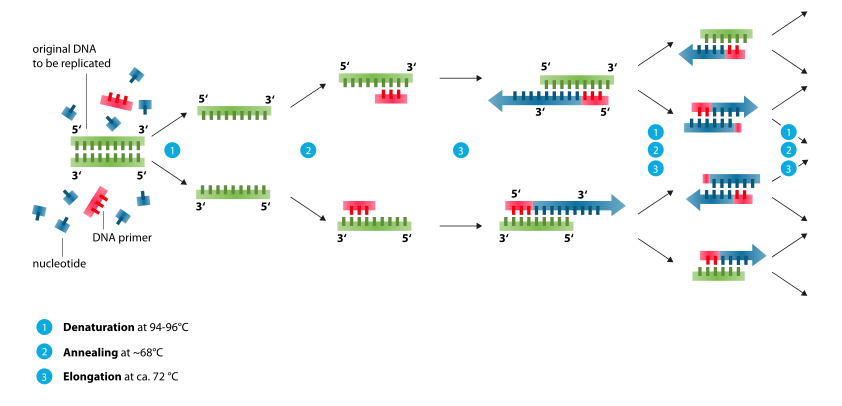 original DNA
to be replicated
5‘ 3‘
3‘ 5‘
DNA primer
nucleotide
1
5‘ 3‘
3‘ 5‘
2
5‘ 3‘
3‘ 5‘
3
5‘ 3‘
3‘ 5‘
5‘ 3‘
3‘ 5‘
1
2
3
1
2
3
1 Denaturation at 94-96°C
2 Annealing at ~68°C
3 Elongation at ca. 72 °C